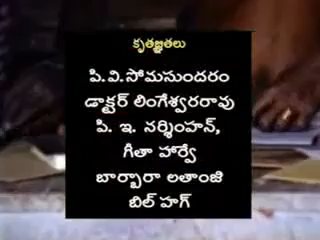 కృతజ్ఞతలు
పి.వి.సోమసుందరం
డాక్టర్ లింగేశ్వరరావు
పి. ఇ. నర్శింహన్,
గీతా హార్వే
బార్బారా లతాంజి
బిల్ హగ్